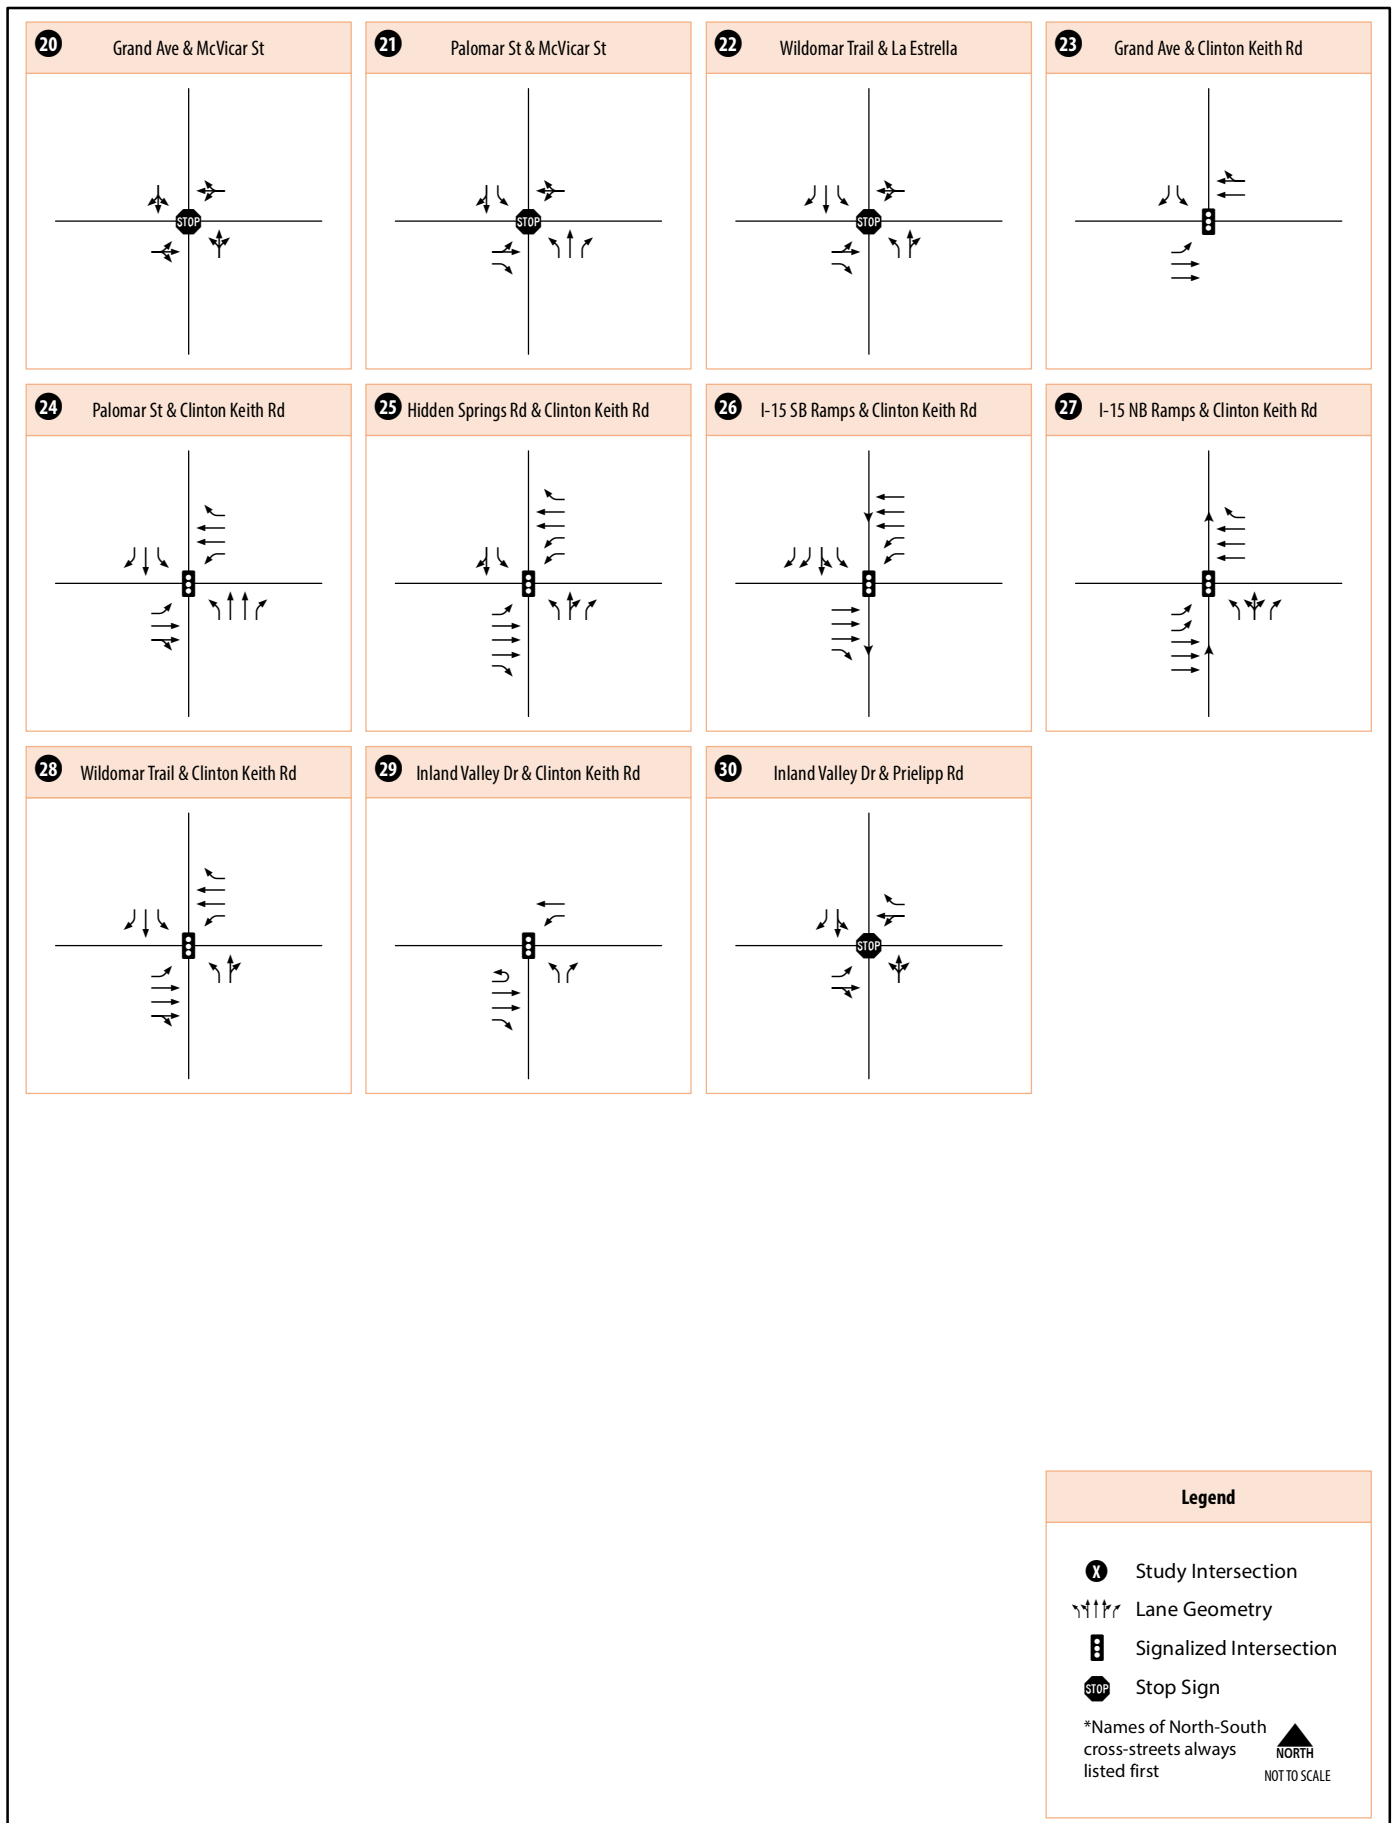 20 Grand Ave & McVicar St
21 Palomar St & McVicar St
22 Wildomar Trail & La Estrella
23 Grand Ave & Clinton Keith Rd
STOP
STOP
STOP
24 Palomar St & Clinton Keith Rd
25 Hidden Springs Rd & Clinton Keith Rd
26 I-15 SB Ramps & Clinton Keith Rd
27 I-15 NB Ramps & Clinton Keith Rd
28 Wildomar Trail & Clinton Keith Rd
29 Inland Valley Dr & Clinton Keith Rd
30 Inland Valley Dr & Prielipp Rd
STOP
Legend
X Study Intersection
Lane Geometry
Signalized Intersection
STOP Stop Sign
*Names of North-South
cross-streets always
listed first
NORTH
NOT TO SCALE